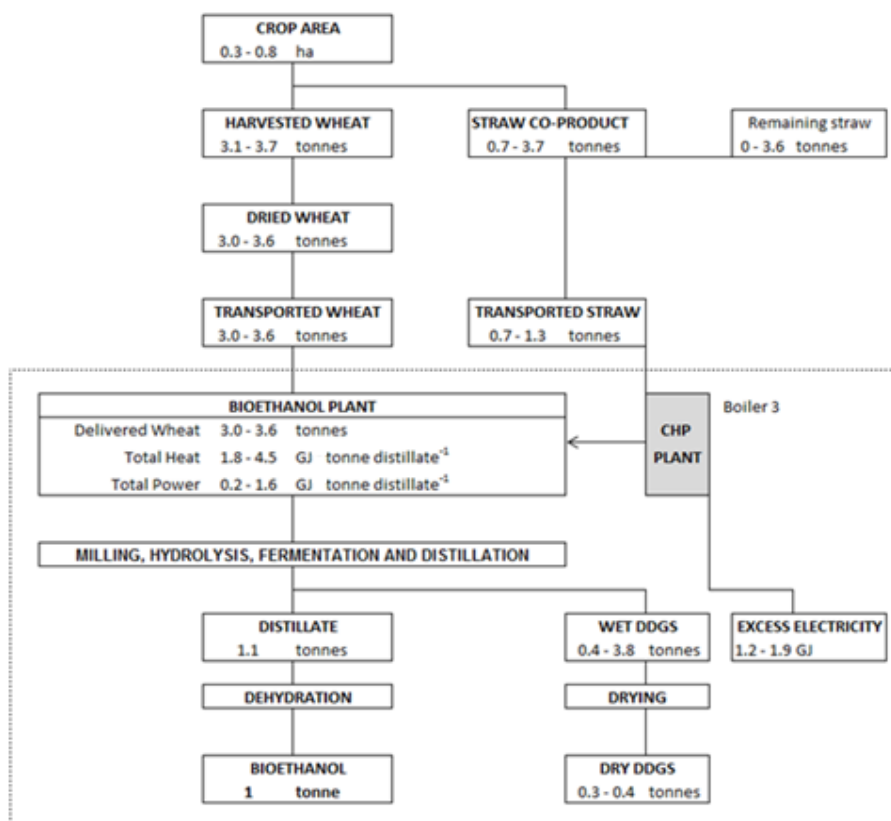 CROP AREA
0.3 - 0.8 ha
HARVESTED WHEAT
3.1 - 3.7 tonnes
STRAW CO-PRODUCT
0.7 - 3.7 tonnes
Remaining straw
0 - 3.6 tonnes
DRIED WHEAT
3.0 - 3.6 tonnes
TRANSPORTED WHEAT
3.0 - 3.6 tonnes
TRANSPORTED STRAW
0.7 - 1.3 tonnes
BIOETHANOL PLANT
Delivered Wheat 3.0 - 3.6 tonnes
Total Heat 1.8 - 4.5 GJ tonne distillate⁻¹
Total Power 0.2 - 1.6 GJ tonne distillate⁻¹
CHP
PLANT
Boiler 3
MILLING, HYDROLYSIS, FERMENTATION AND DISTILLATION
DISTILLATE
1.1 tonnes
WET DDGS
0.4 - 3.8 tonnes
EXCESS ELECTRICITY
1.2 - 1.9 GJ
DEHYDRATION
DRYING
BIOETHANOL
1 tonne
DRY DDGS
0.3 - 0.4 tonnes